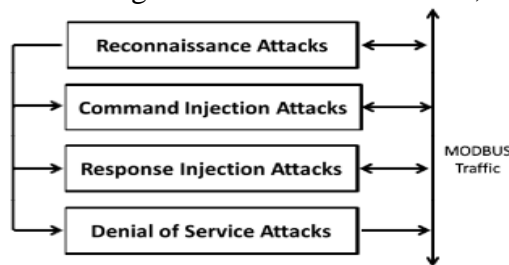 Reconnaissance Attacks
Command Injection Attacks
Response Injection Attacks
Denial of Service Attacks
MODBUS
Traffic